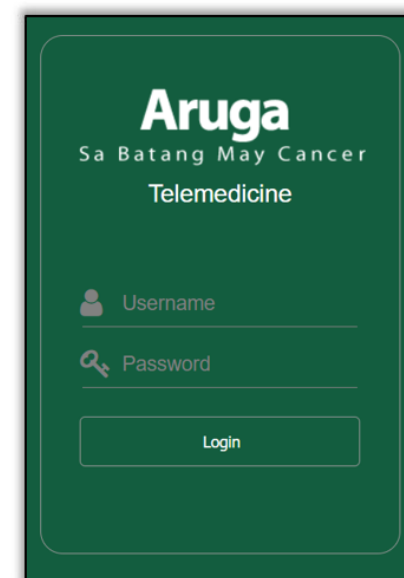 Aruga
Sa Batang May Cancer
Telemedicine
Username
Password
Login